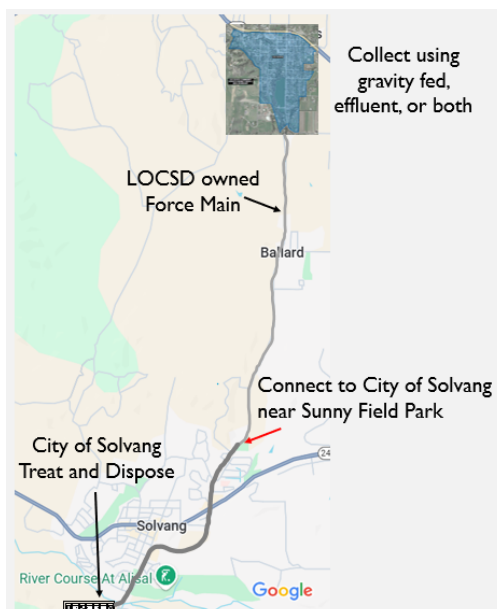 Collect using
gravity fed,
effluent, or both
LOCSD owned
Force Main
Ballard
Connect to City of Solvang
near Sunny Field Park
City of Solvang
Treat and Dispose
24
Solvang
River Course At Alisal
Google